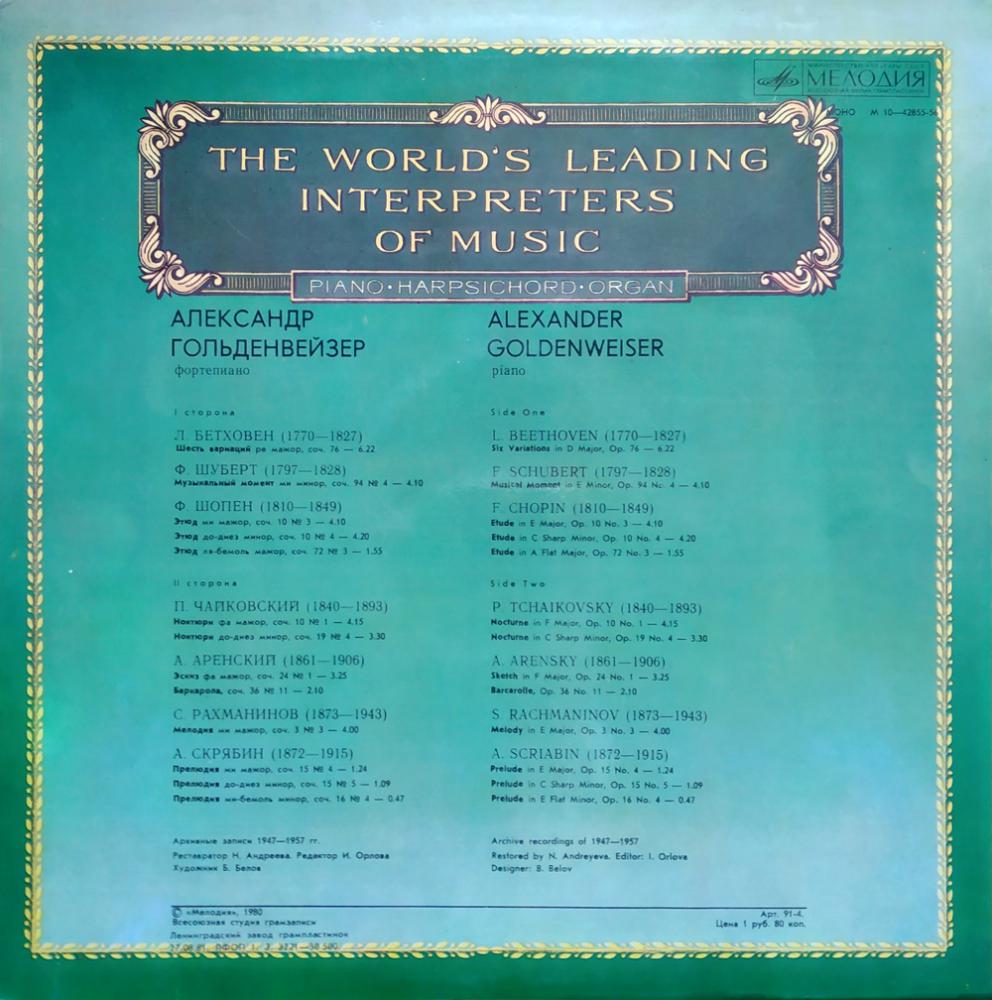 МИНИСТЕРСТВО КУЛЬТУРЫ СССР
МЕЛОДИЯ
ВСЕСОЮЗНАЯ ФИРМА ГРАМПЛАСТИНОК
МОНО М 10—42855-56
THE WORLD'S LEADING
INTERPRETERS
OF MUSIC
PIANO·HARPSICHORD·ORGAN
АЛЕКСАНДР
ГОЛЬДЕНВЕЙЗЕР
фортепиано
I сторона
Л. БЕТХОВЕН (1770—1827)
Шесть вариаций ре мажор, соч. 76 — 6.22
Ф. ШУБЕРТ (1797—1828)
Музыкальный момент ми минор, соч. 94 № 4 — 4.10
Ф. ШОПЕН (1810—1849)
Этюд ми мажор, соч. 10 № 3 — 4.10
Этюд до-диез минор, соч. 10 № 4 — 4.20
Этюд ля-бемоль мажор, соч. 72 № 3 — 1.55
II сторона
П. ЧАЙКОВСКИЙ (1840—1893)
Ноктюрн фа мажор, соч. 10 № 1 — 4.15
Ноктюрн до-диез минор, соч. 19 № 4 — 3.30
А. АРЕНСКИЙ (1861—1906)
Эскиз фа мажор, соч. 24 № 1 — 3.25
Баркарола, соч. 36 № 11 — 2.10
С. РАХМАНИНОВ (1873—1943)
Мелодия ми мажор, соч. 3 № 3 — 4.00
А. СКРЯБИН (1872—1915)
Прелюдия ми мажор, соч. 15 № 4 — 1.24
Прелюдия до-диез минор, соч. 15 № 5 — 1.09
Прелюдия ми-бемоль минор, соч. 16 № 4 — 0.47
Архивные записи 1947—1957 гг.
Реставратор Н. Андреева. Редактор И. Орлова
Художник Б. Белов
ALEXANDER
GOLDENWEISER
piano
Side One
L. BEETHOVEN (1770—1827)
Six Variations in D Major, Op. 76 — 6.22
F. SCHUBERT (1797—1828)
Musical Moment in E Minor, Op. 94 No. 4 — 4.10
F. CHOPIN (1810—1849)
Etude in E Major, Op. 10 No. 3 — 4.10
Etude in C Sharp Minor, Op. 10 No. 4 — 4.20
Etude in A Flat Major, Op. 72 No. 3 — 1.55
Side Two
P. TCHAIKOVSKY (1840—1893)
Nocturne in F Major, Op. 10 No. 1 — 4.15
Nocturne in C Sharp Minor, Op. 19 No. 4 — 3.30
A. ARENSKY (1861—1906)
Sketch in F Major, Op. 24 No. 1 — 3.25
Barcarolle, Op. 36 No. 11 — 2.10
S. RACHMANINOV (1873—1943)
Melody in E Major, Op. 3 No. 3 — 4.00
A. SCRIABIN (1872—1915)
Prelude in E Major, Op. 15 No. 4 — 1.24
Prelude in C Sharp Minor, Op. 15 No. 5 — 1.09
Prelude in E Flat Minor, Op. 16 No. 4 — 0.47
Archive recordings of 1947—1957
Restored by N. Andreyeva. Editor: I. Orlova
Designer: B. Belov
© «Мелодия», 1980
Всесоюзная студия грамзаписи
Ленинградский завод грампластинок
Арт. 91-4.
Цена 1 руб. 80 коп.